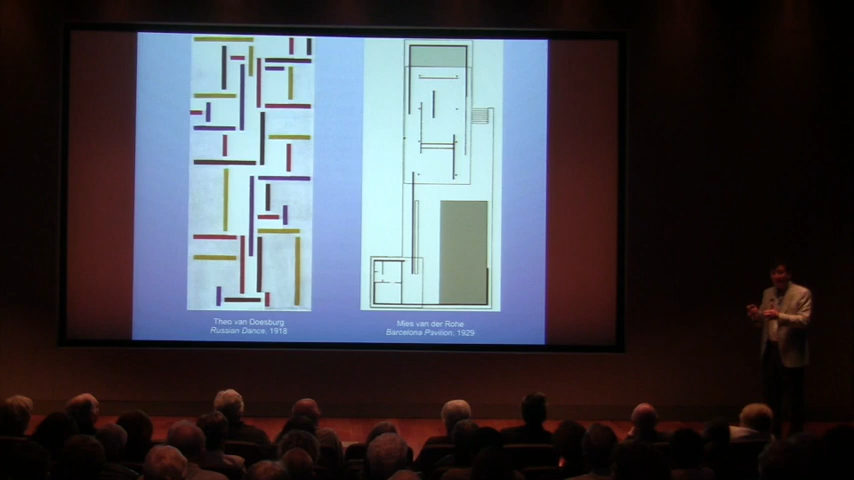 Theo van Doesburg
Russian Dance, 1918
Mies van der Rohe
Barcelona Pavilion, 1929